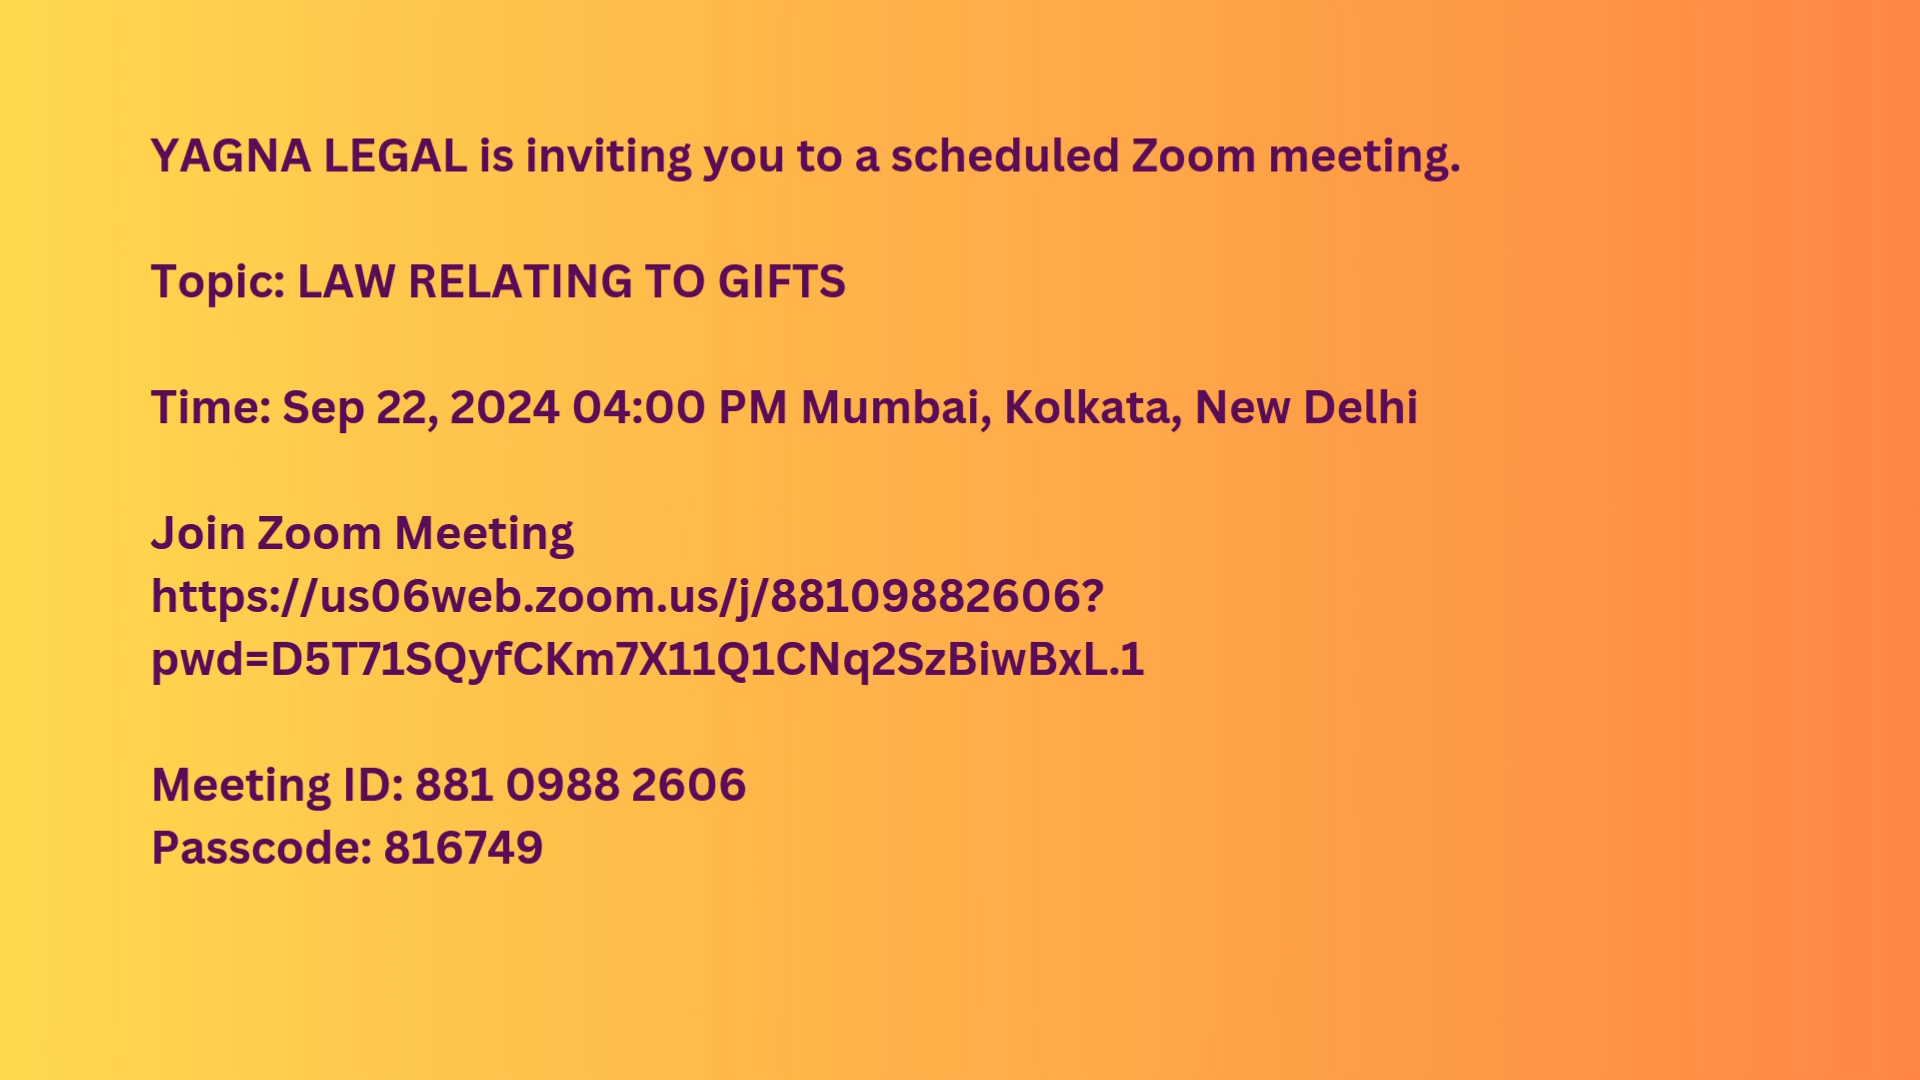 YAGNA LEGAL is inviting you to a scheduled Zoom meeting.
Topic: LAW RELATING TO GIFTS
Time: Sep 22, 2024 04:00 PM Mumbai, Kolkata, New Delhi
Join Zoom Meeting
https://us06web.zoom.us/j/88109882606?
pwd=D5T71SQyfCKm7X11Q1CNq2SzBiwBxL.1
Meeting ID: 881 0988 2606
Passcode: 816749